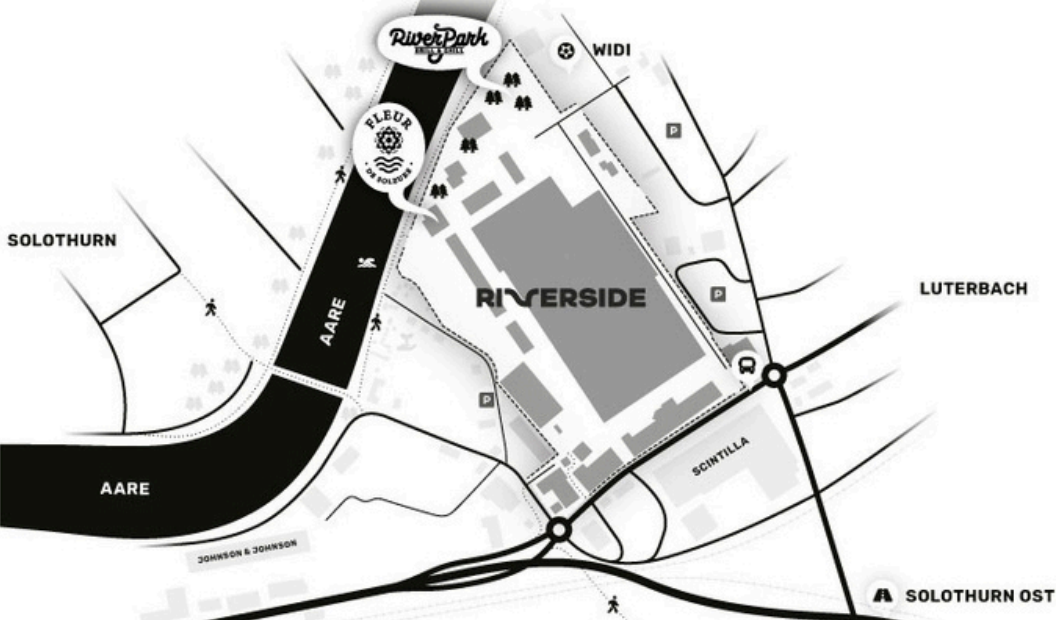 RiverPark
GRILL & CHILL
WIDI
P
FLEUR
DE SOLEURE
SOLOTHURN
LUTERBACH
P
RIVERSIDE
AARE
P
SCINTILLA
AARE
JOHNSON & JOHNSON
SOLOTHURN OST